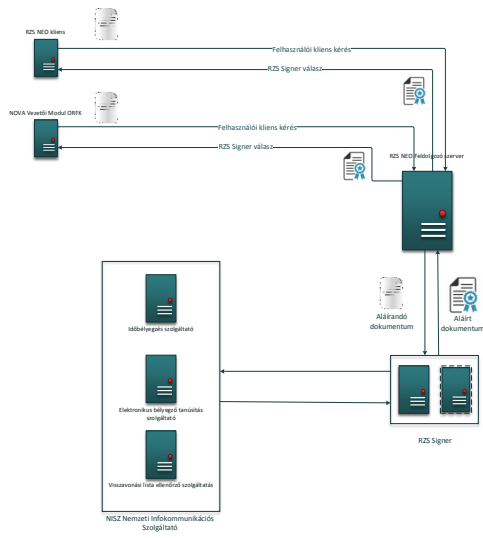 RZS NEO kliens
Felhasználói kliens kérés
RZS Signer válasz
NOVA Vezetői Modul ORFK
Felhasználói kliens kérés
RZS Signer válasz
RZS NEO feldolgozó szerver
Aláírandó
dokumentum
Aláírt
dokumentum
Időbélyegzés szolgáltató
Elektronikus bélyegző tanúsítás
szolgáltató
Visszavonási lista ellenőrző szolgáltatás
RZS Signer
NISZ Nemzeti Infokommunikációs
Szolgáltató